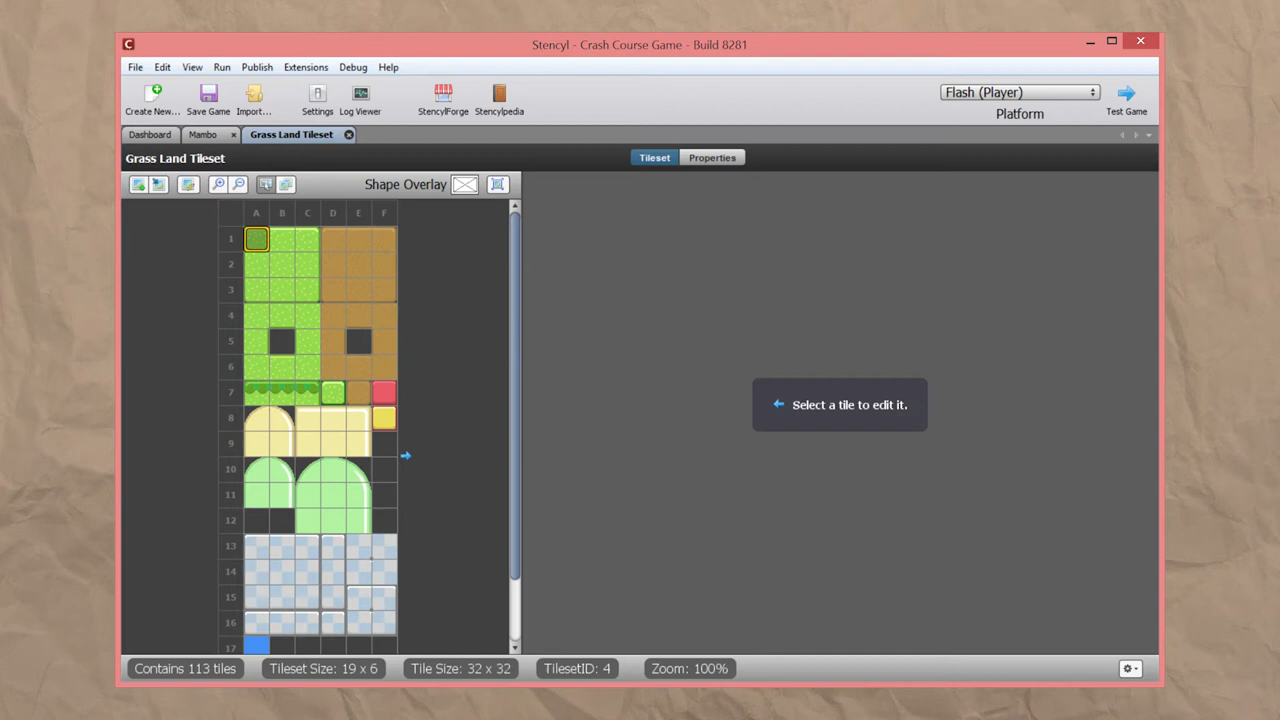 C
Stencyl - Crash Course Game - Build 8281
File Edit View Run Publish Extensions Debug Help
Create New... Save Game Import... Settings Log Viewer StencylForge Stencylpedia
Flash (Player)
Platform
Test Game
Dashboard Mambo × Grass Land Tileset ×
Grass Land Tileset
Tileset Properties
Shape Overlay
A B C D E F
1
2
3
4
5
6
7
8
9
10
11
12
13
14
15
16
17
Select a tile to edit it.
Contains 113 tiles Tileset Size: 19 x 6 Tile Size: 32 x 32 TilesetID: 4 Zoom: 100%